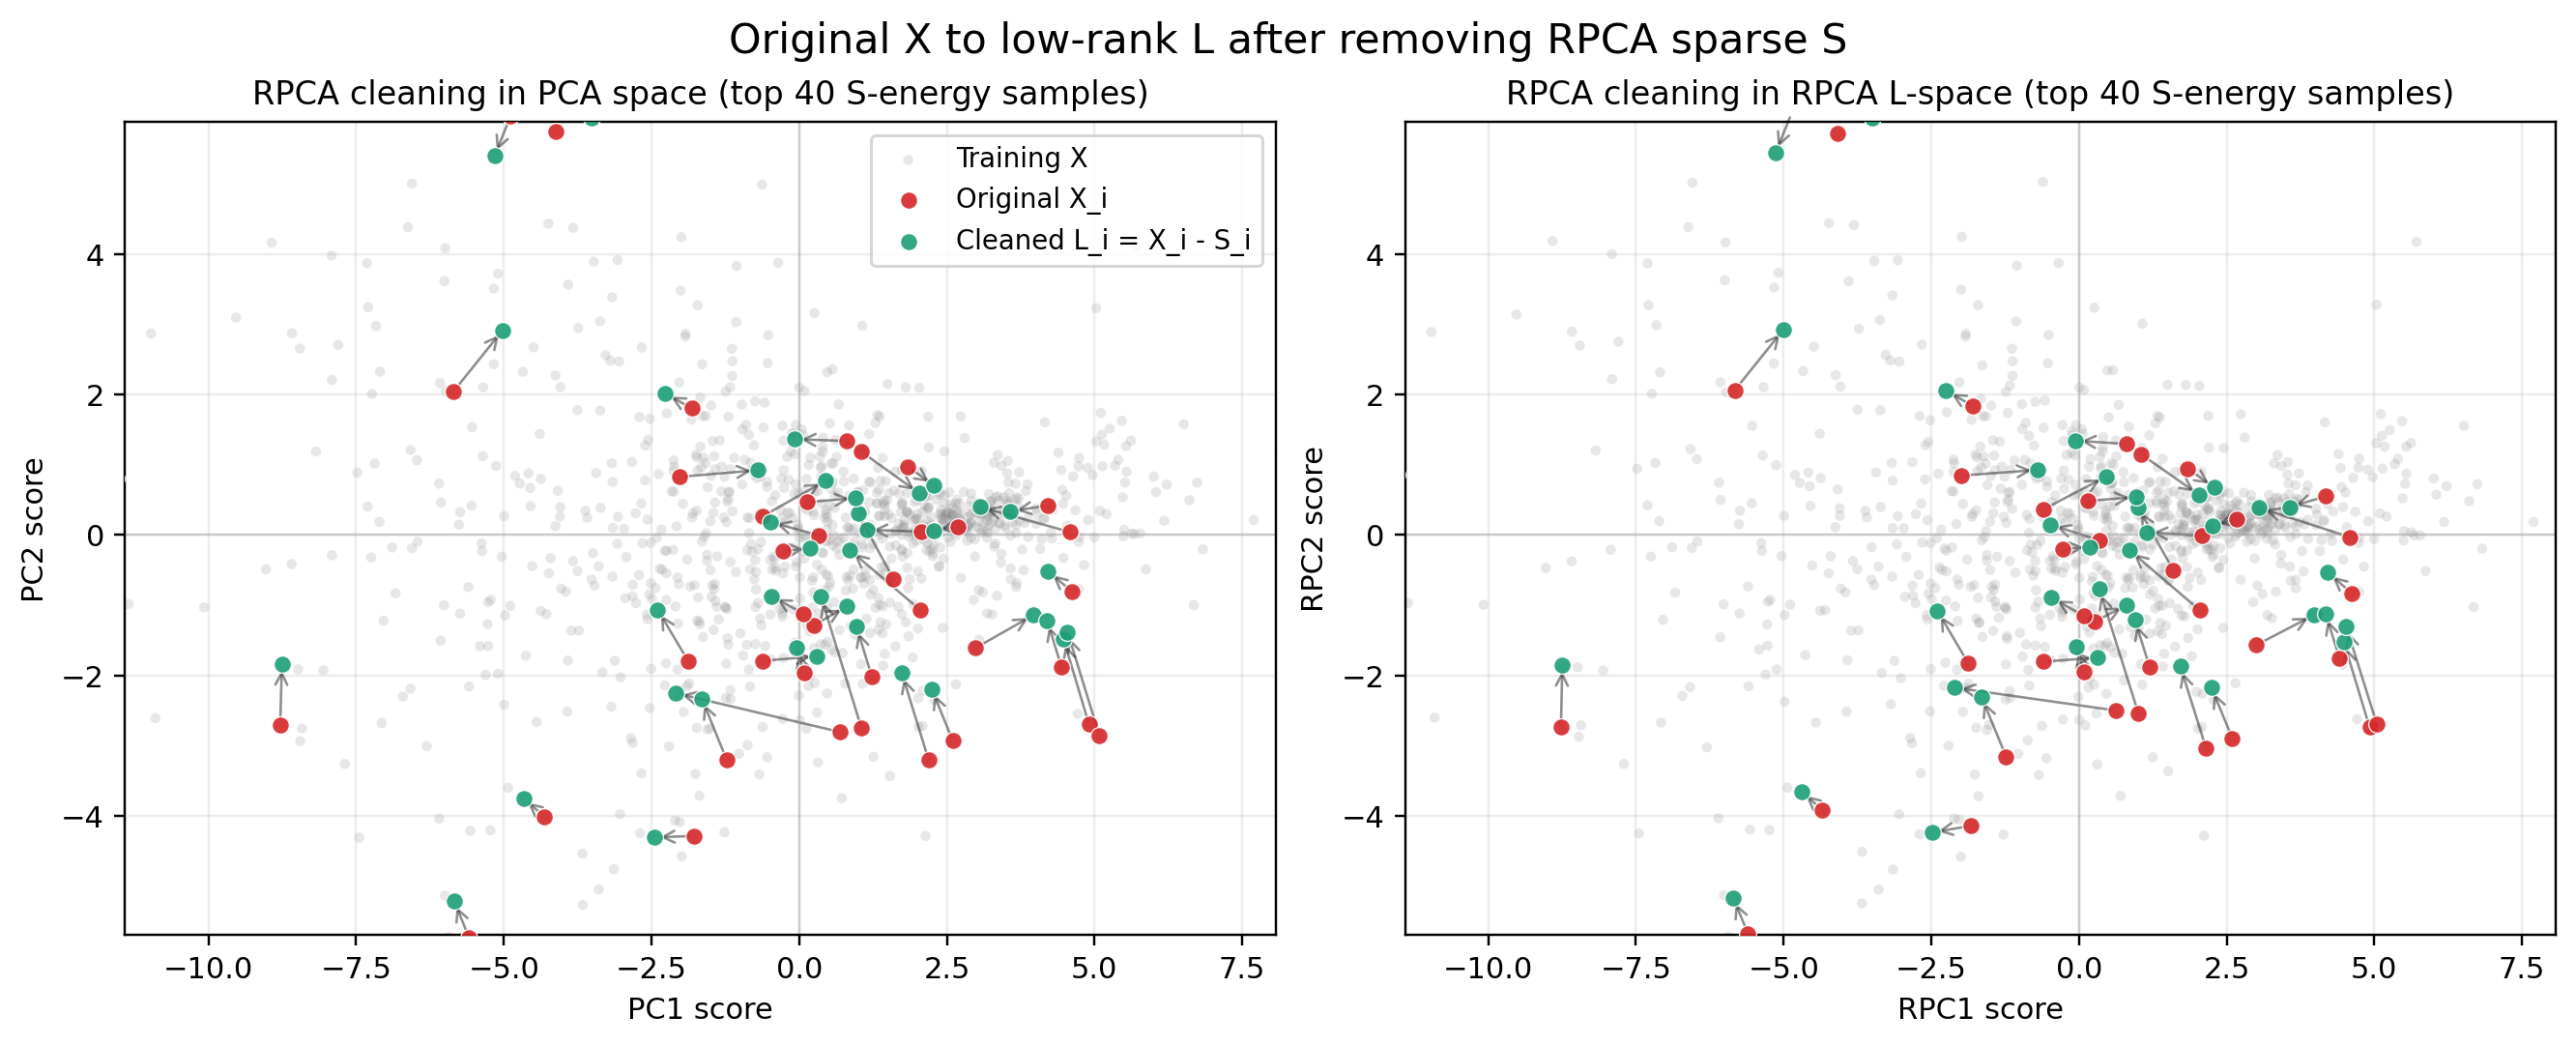 Original X to low-rank L after removing RPCA sparse S
RPCA cleaning in PCA space (top 40 S-energy samples)
Training X
Original X_i
Cleaned L_i = X_i - S_i
4
2
0
−2
−4
PC2 score
−10.0 −7.5 −5.0 −2.5 0.0 2.5 5.0 7.5
PC1 score
RPCA cleaning in RPCA L-space (top 40 S-energy samples)
4
2
0
−2
−4
RPC2 score
−10.0 −7.5 −5.0 −2.5 0.0 2.5 5.0 7.5
RPC1 score